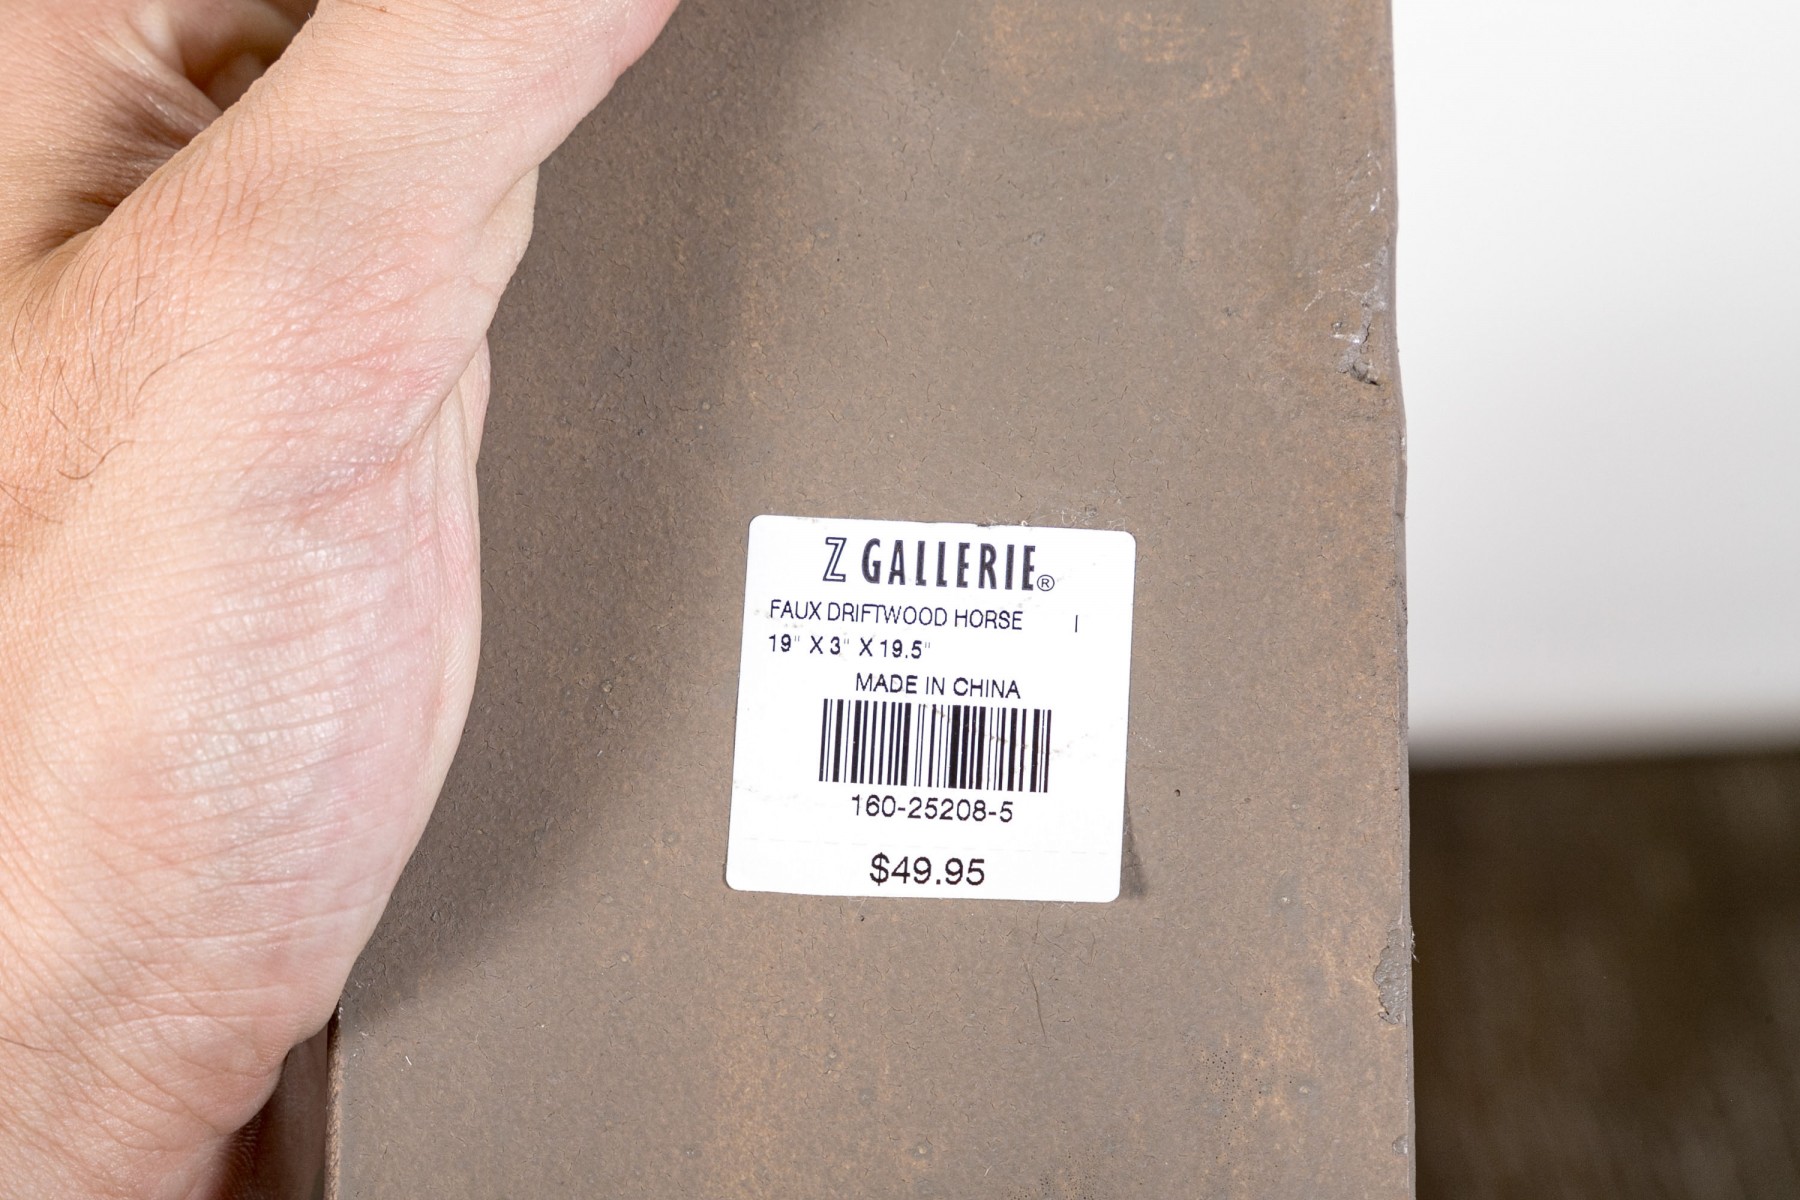 Z GALLERIE®
FAUX DRIFTWOOD HORSE I
19" X 3" X 19.5"
MADE IN CHINA
160-25208-5
$49.95